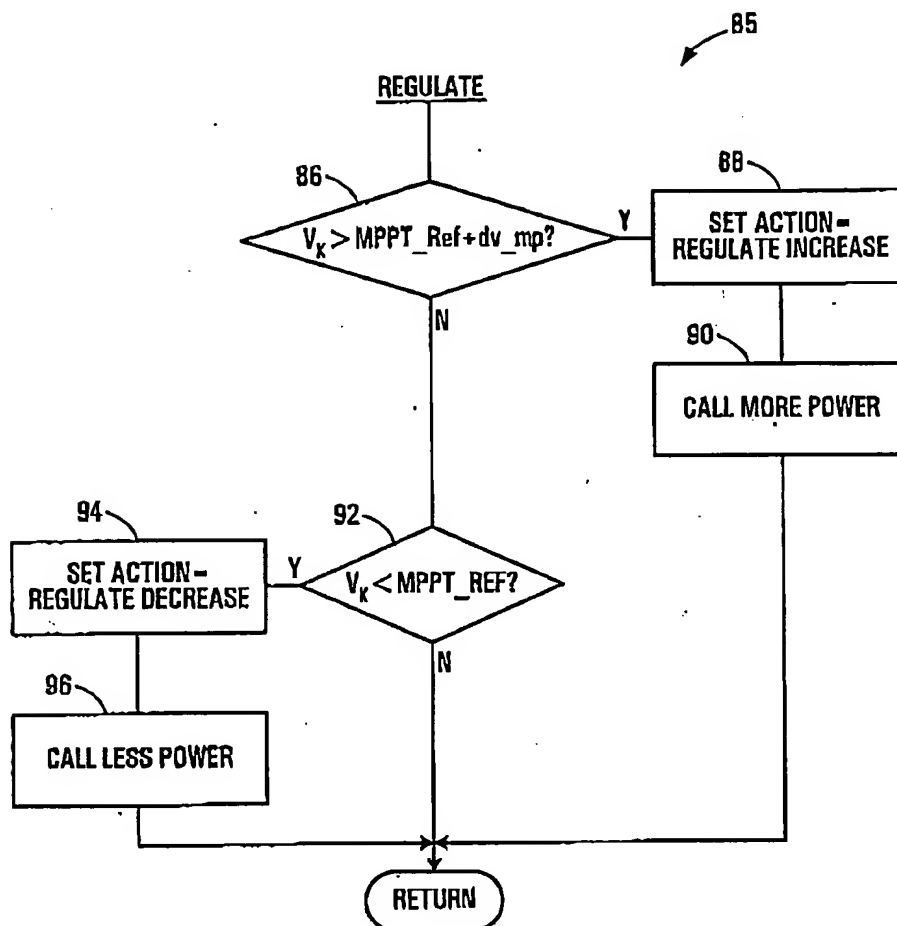 85
REGULATE
86
V_K > MPPT_Ref+dv_mp?
Y
N
88
SET ACTION=
REGULATE INCREASE
90
CALL MORE POWER
92
V_K < MPPT_REF?
Y
N
94
SET ACTION=
REGULATE DECREASE
96
CALL LESS POWER
RETURN